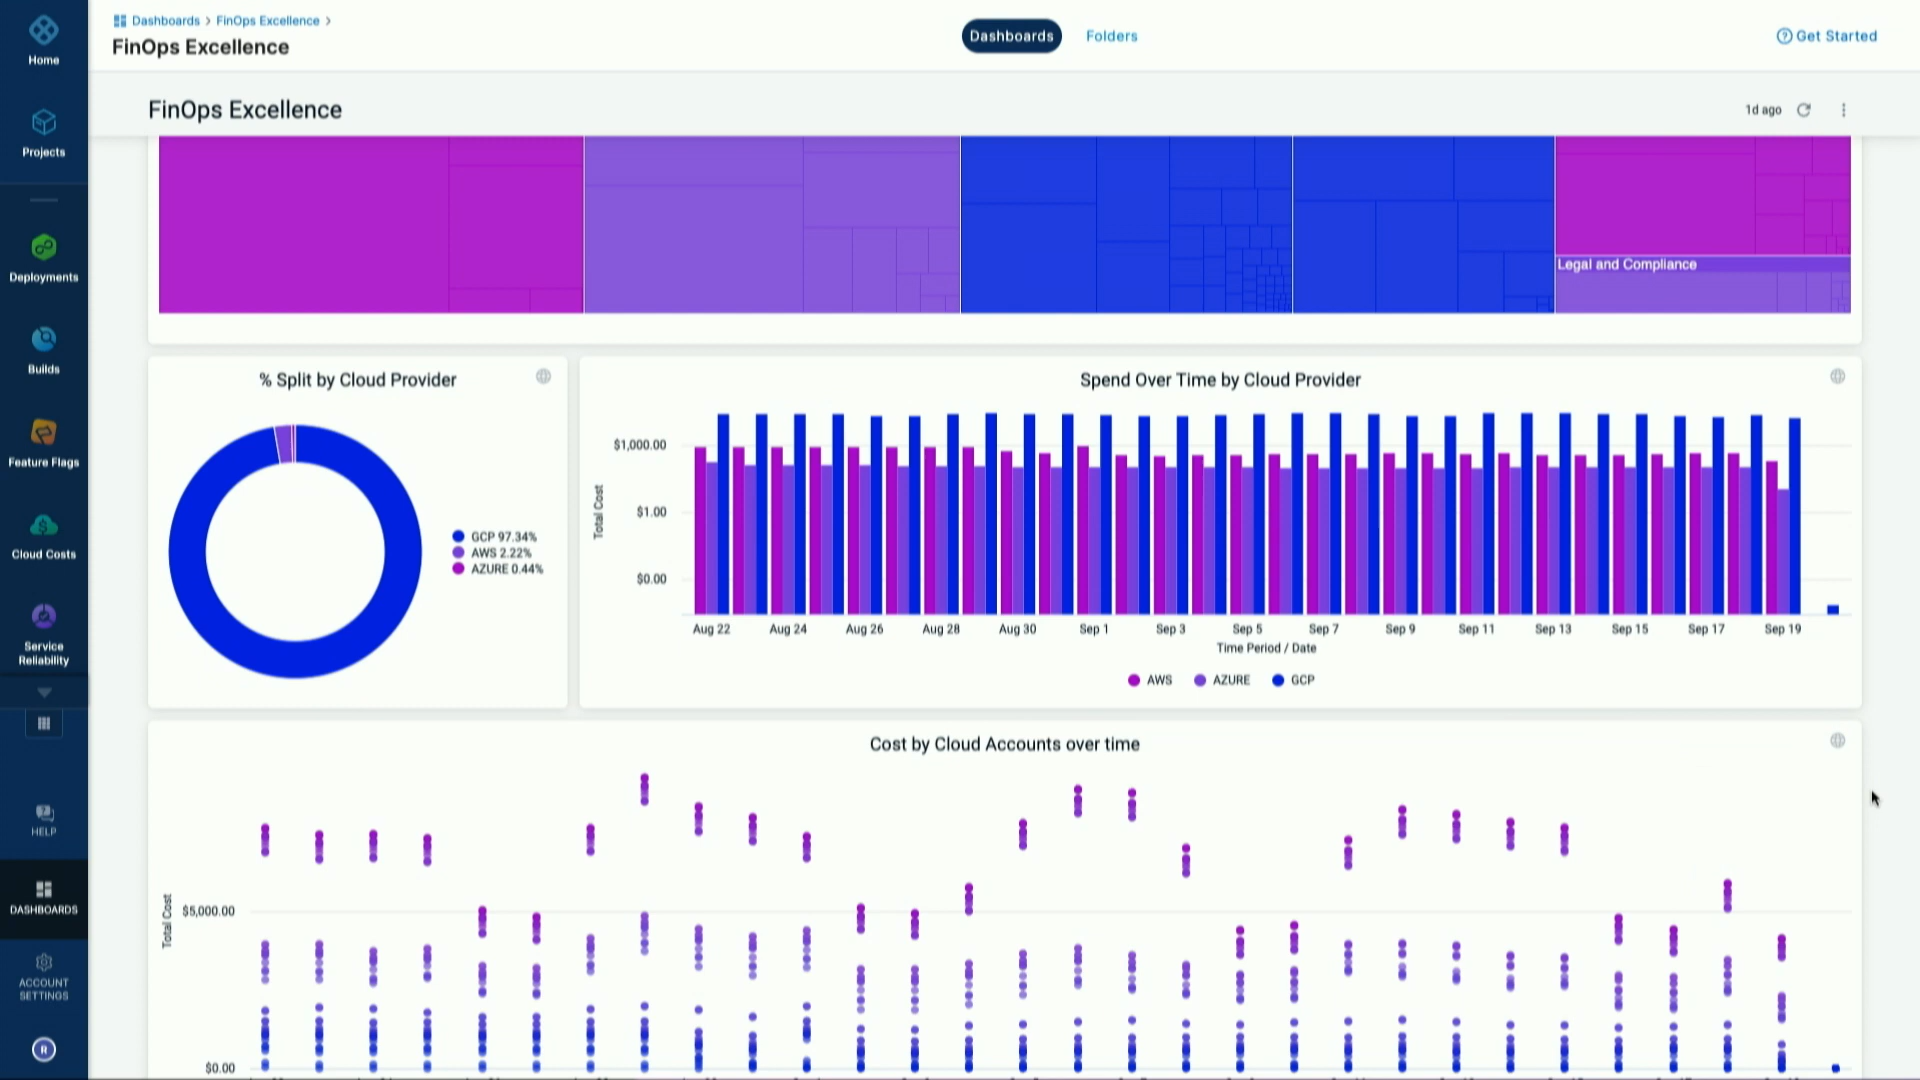 Home
Projects
Deployments
Builds
Feature Flags
Cloud Costs
Service
Reliability
HELP
DASHBOARDS
ACCOUNT
SETTINGS
R
Dashboards > FinOps Excellence >
FinOps Excellence
Dashboards
Folders
Get Started
FinOps Excellence
1d ago
Legal and Compliance
% Split by Cloud Provider
GCP 97.34%
AWS 2.22%
AZURE 0.44%
Spend Over Time by Cloud Provider
Total Cost
$1,000.00
$1.00
$0.00
Aug 22
Aug 24
Aug 26
Aug 28
Aug 30
Sep 1
Sep 3
Sep 5
Sep 7
Sep 9
Sep 11
Sep 13
Sep 15
Sep 17
Sep 19
Time Period / Date
AWS
AZURE
GCP
Cost by Cloud Accounts over time
Total Cost
$5,000.00
$0.00